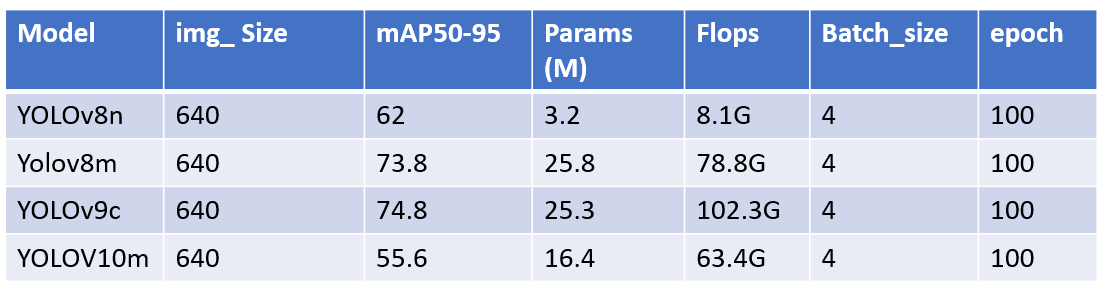 Model img_ Size mAP50-95 Params (M) Flops Batch_size epoch
YOLOv8n 640 62 3.2 8.1G 4 100
Yolov8m 640 73.8 25.8 78.8G 4 100
YOLOv9c 640 74.8 25.3 102.3G 4 100
YOLOV10m 640 55.6 16.4 63.4G 4 100